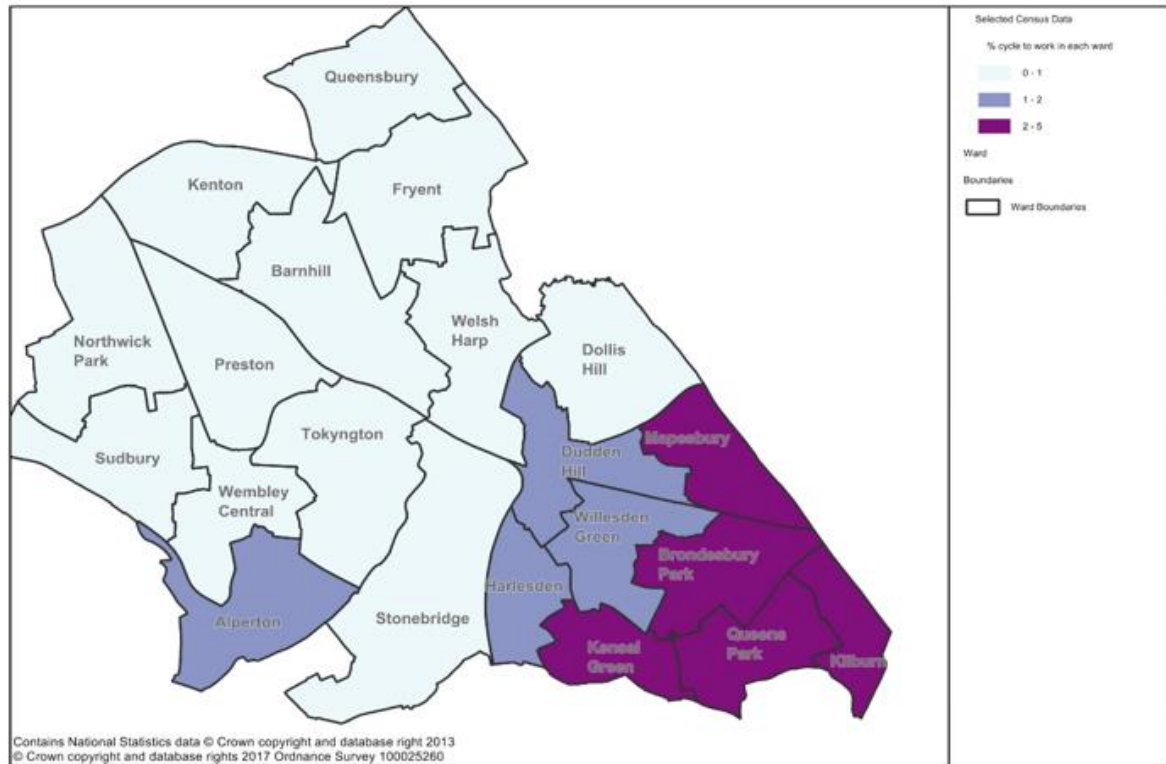 Selected Census Data
% cycle to work in each ward
0 - 1
1 - 2
2 - 5
Ward
Boundaries
Ward Boundaries
Queensbury
Kenton
Fryent
Barnhill
Northwick
Park
Preston
Welsh
Harp
Dollis
Hill
Sudbury
Tokyngton
Mapesbury
Dudden
Hill
Wembley
Central
Willesden
Green
Brondesbury
Park
Harlesden
Alperton
Stonebridge
Kensal
Green
Queens
Park
Kilburn
Contains National Statistics data © Crown copyright and database right 2013
© Crown copyright and database rights 2017 Ordnance Survey 100025260